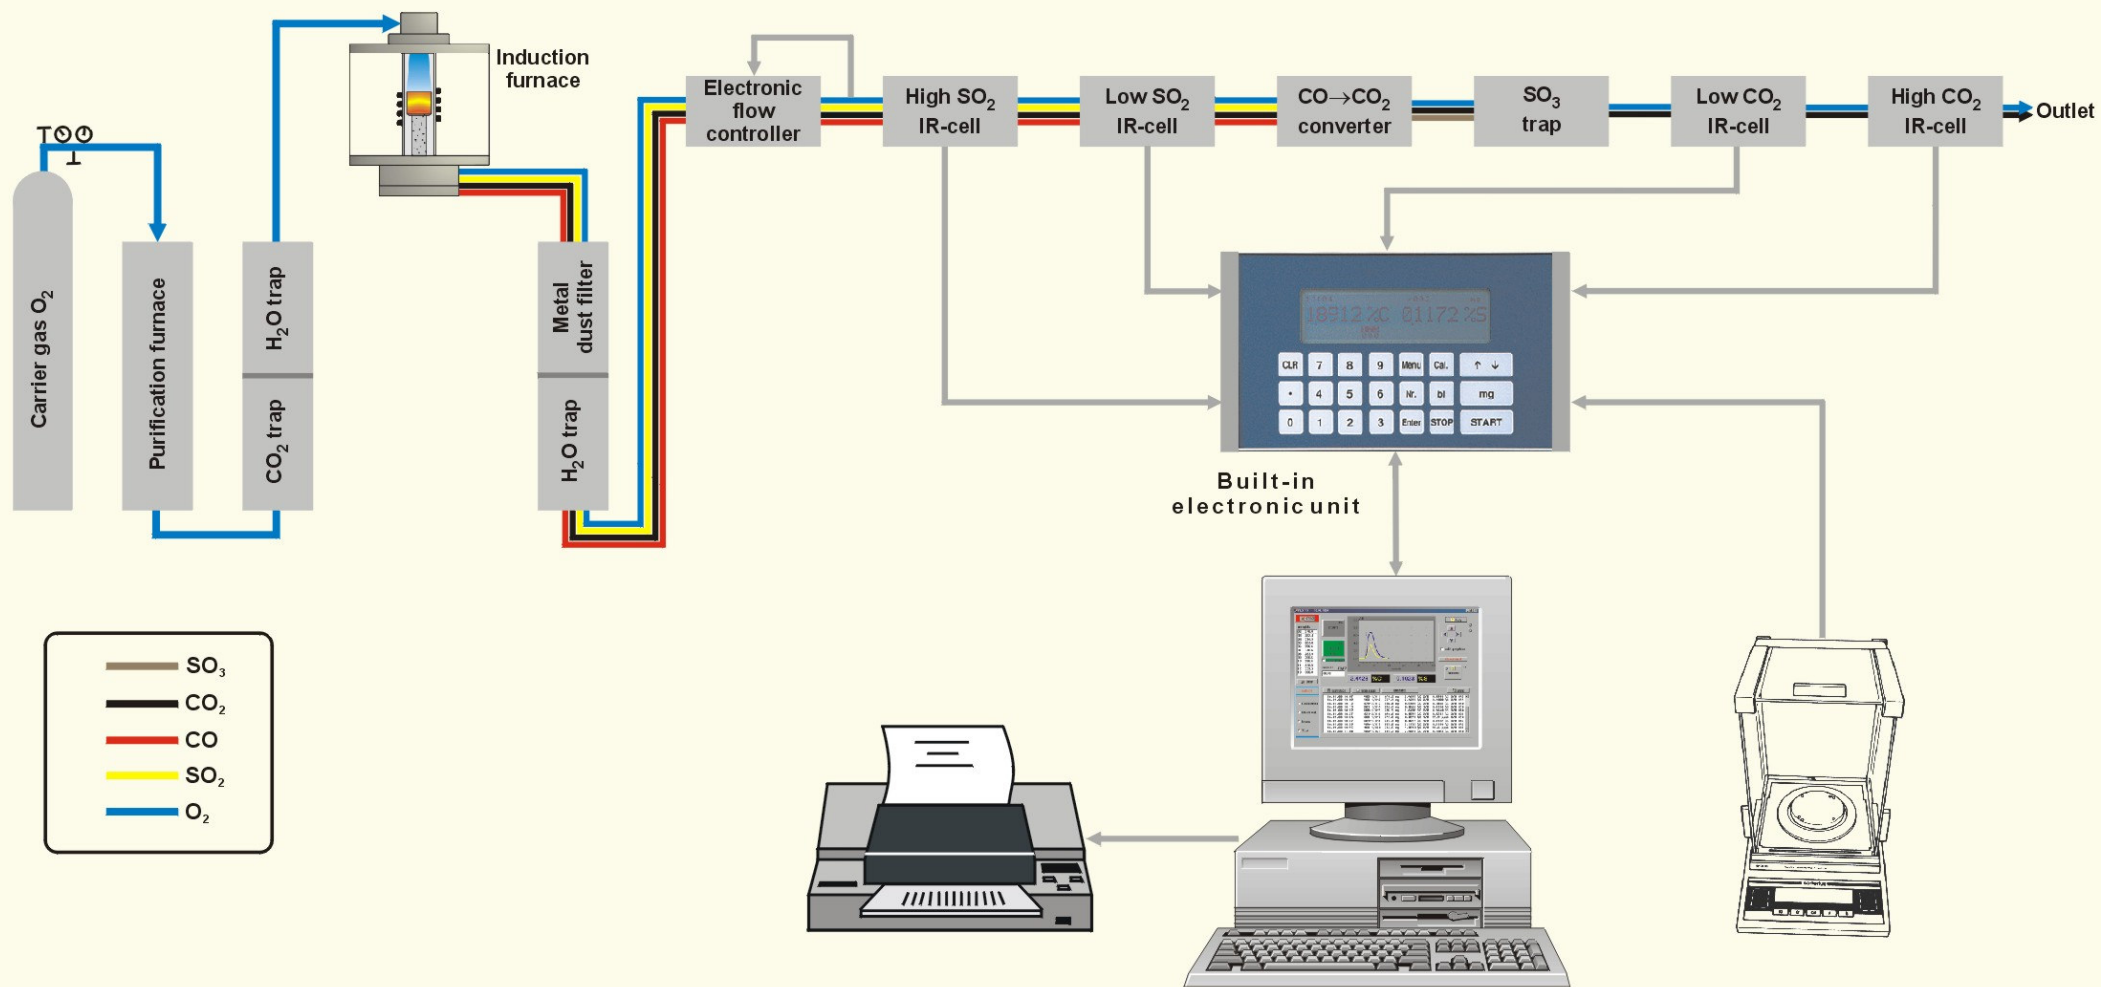 Induction
furnace
Electronic
flow
controller
High SO₂
IR-cell
Low SO₂
IR-cell
CO→CO₂
converter
SO₃
trap
Low CO₂
IR-cell
High CO₂
IR-cell
Outlet
Carrier gas O₂
Purification furnace
H₂O trap
CO₂ trap
Metal
dust filter
H₂O trap
CLR 7 8 9 Menu Cal. ↑ ↓
• 4 5 6 Nr. bl mg
0 1 2 3 Enter STOP START
Built-in
electronic unit
SO₃
CO₂
CO
SO₂
O₂